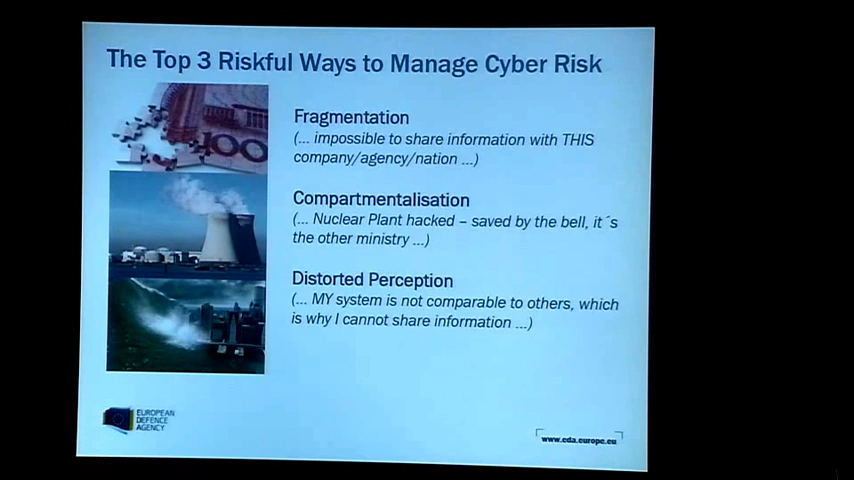 The Top 3 Riskful Ways to Manage Cyber Risk
100
Fragmentation
(... impossible to share information with THIS
company/agency/nation ...)
Compartmentalisation
(... Nuclear Plant hacked – saved by the bell, it´s
the other ministry ...)
Distorted Perception
(... MY system is not comparable to others, which
is why I cannot share information ...)
EUROPEAN
DEFENCE
AGENCY
www.eda.europe.eu